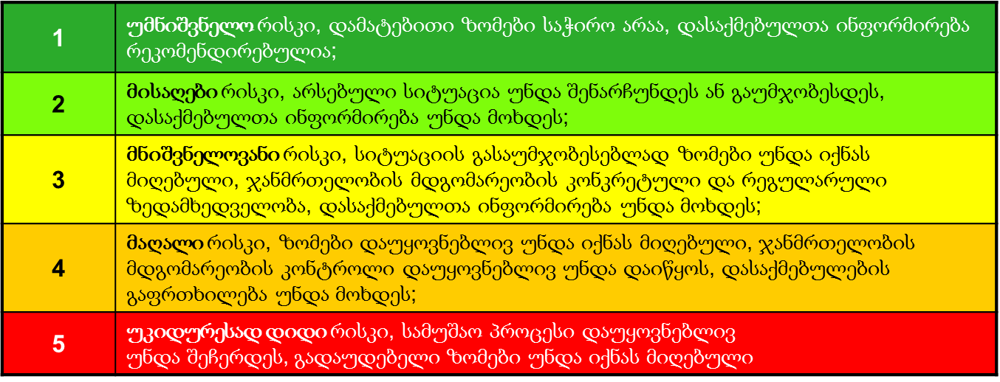 1
უმნიშვნელო რისკი, დამატებითი ზომები საჭირო არაა, დასაქმებულთა ინფორმირება
რეკომენდირებულია;
2
მისაღები რისკი, არსებული სიტუაცია უნდა შენარჩუნდეს ან გაუმჯობესდეს,
დასაქმებულთა ინფორმირება უნდა მოხდეს;
3
მნიშვნელოვანი რისკი, სიტუაციის გასაუმჯობესებლად ზომები უნდა იქნას
მიღებული, ჯანმრთელობის მდგომარეობის კონკრეტული და რეგულარული
ზედამხედველობა, დასაქმებულთა ინფორმირება უნდა მოხდეს;
4
მაღალი რისკი, ზომები დაუყოვნებლივ უნდა იქნას მიღებული, ჯანმრთელობის
მდგომარეობის კონტროლი დაუყოვნებლივ უნდა დაიწყოს, დასაქმებულების
გაფრთხილება უნდა მოხდეს;
5
უკიდურესად დიდი რისკი, სამუშაო პროცესი დაუყოვნებლივ
უნდა შეჩერდეს, გადაუდებელი ზომები უნდა იქნას მიღებული